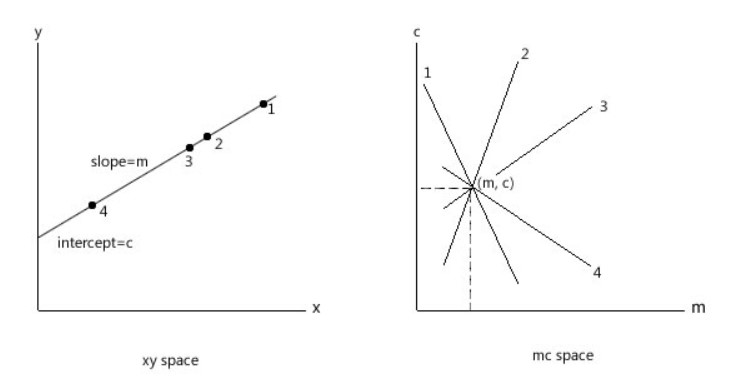 y
1
2
3
slope=m
4
intercept=c
x
xy space
c
2
1
3
(m, c)
4
m
mc space